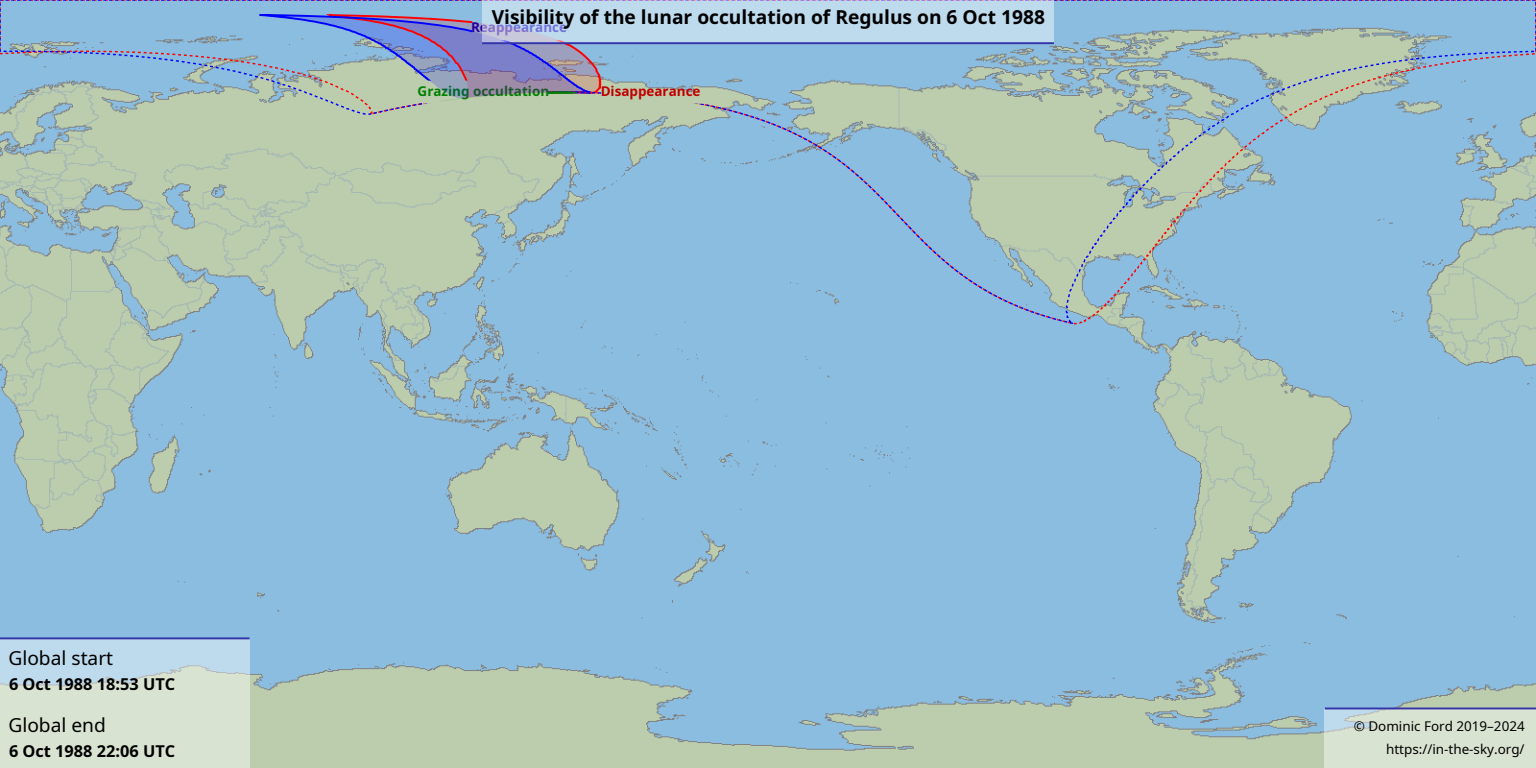 Visibility of the lunar occultation of Regulus on 6 Oct 1988
Reappearance
Grazing occultation
Disappearance
Global start
6 Oct 1988 18:53 UTC
Global end
6 Oct 1988 22:06 UTC
© Dominic Ford 2019–2024
https://in-the-sky.org/